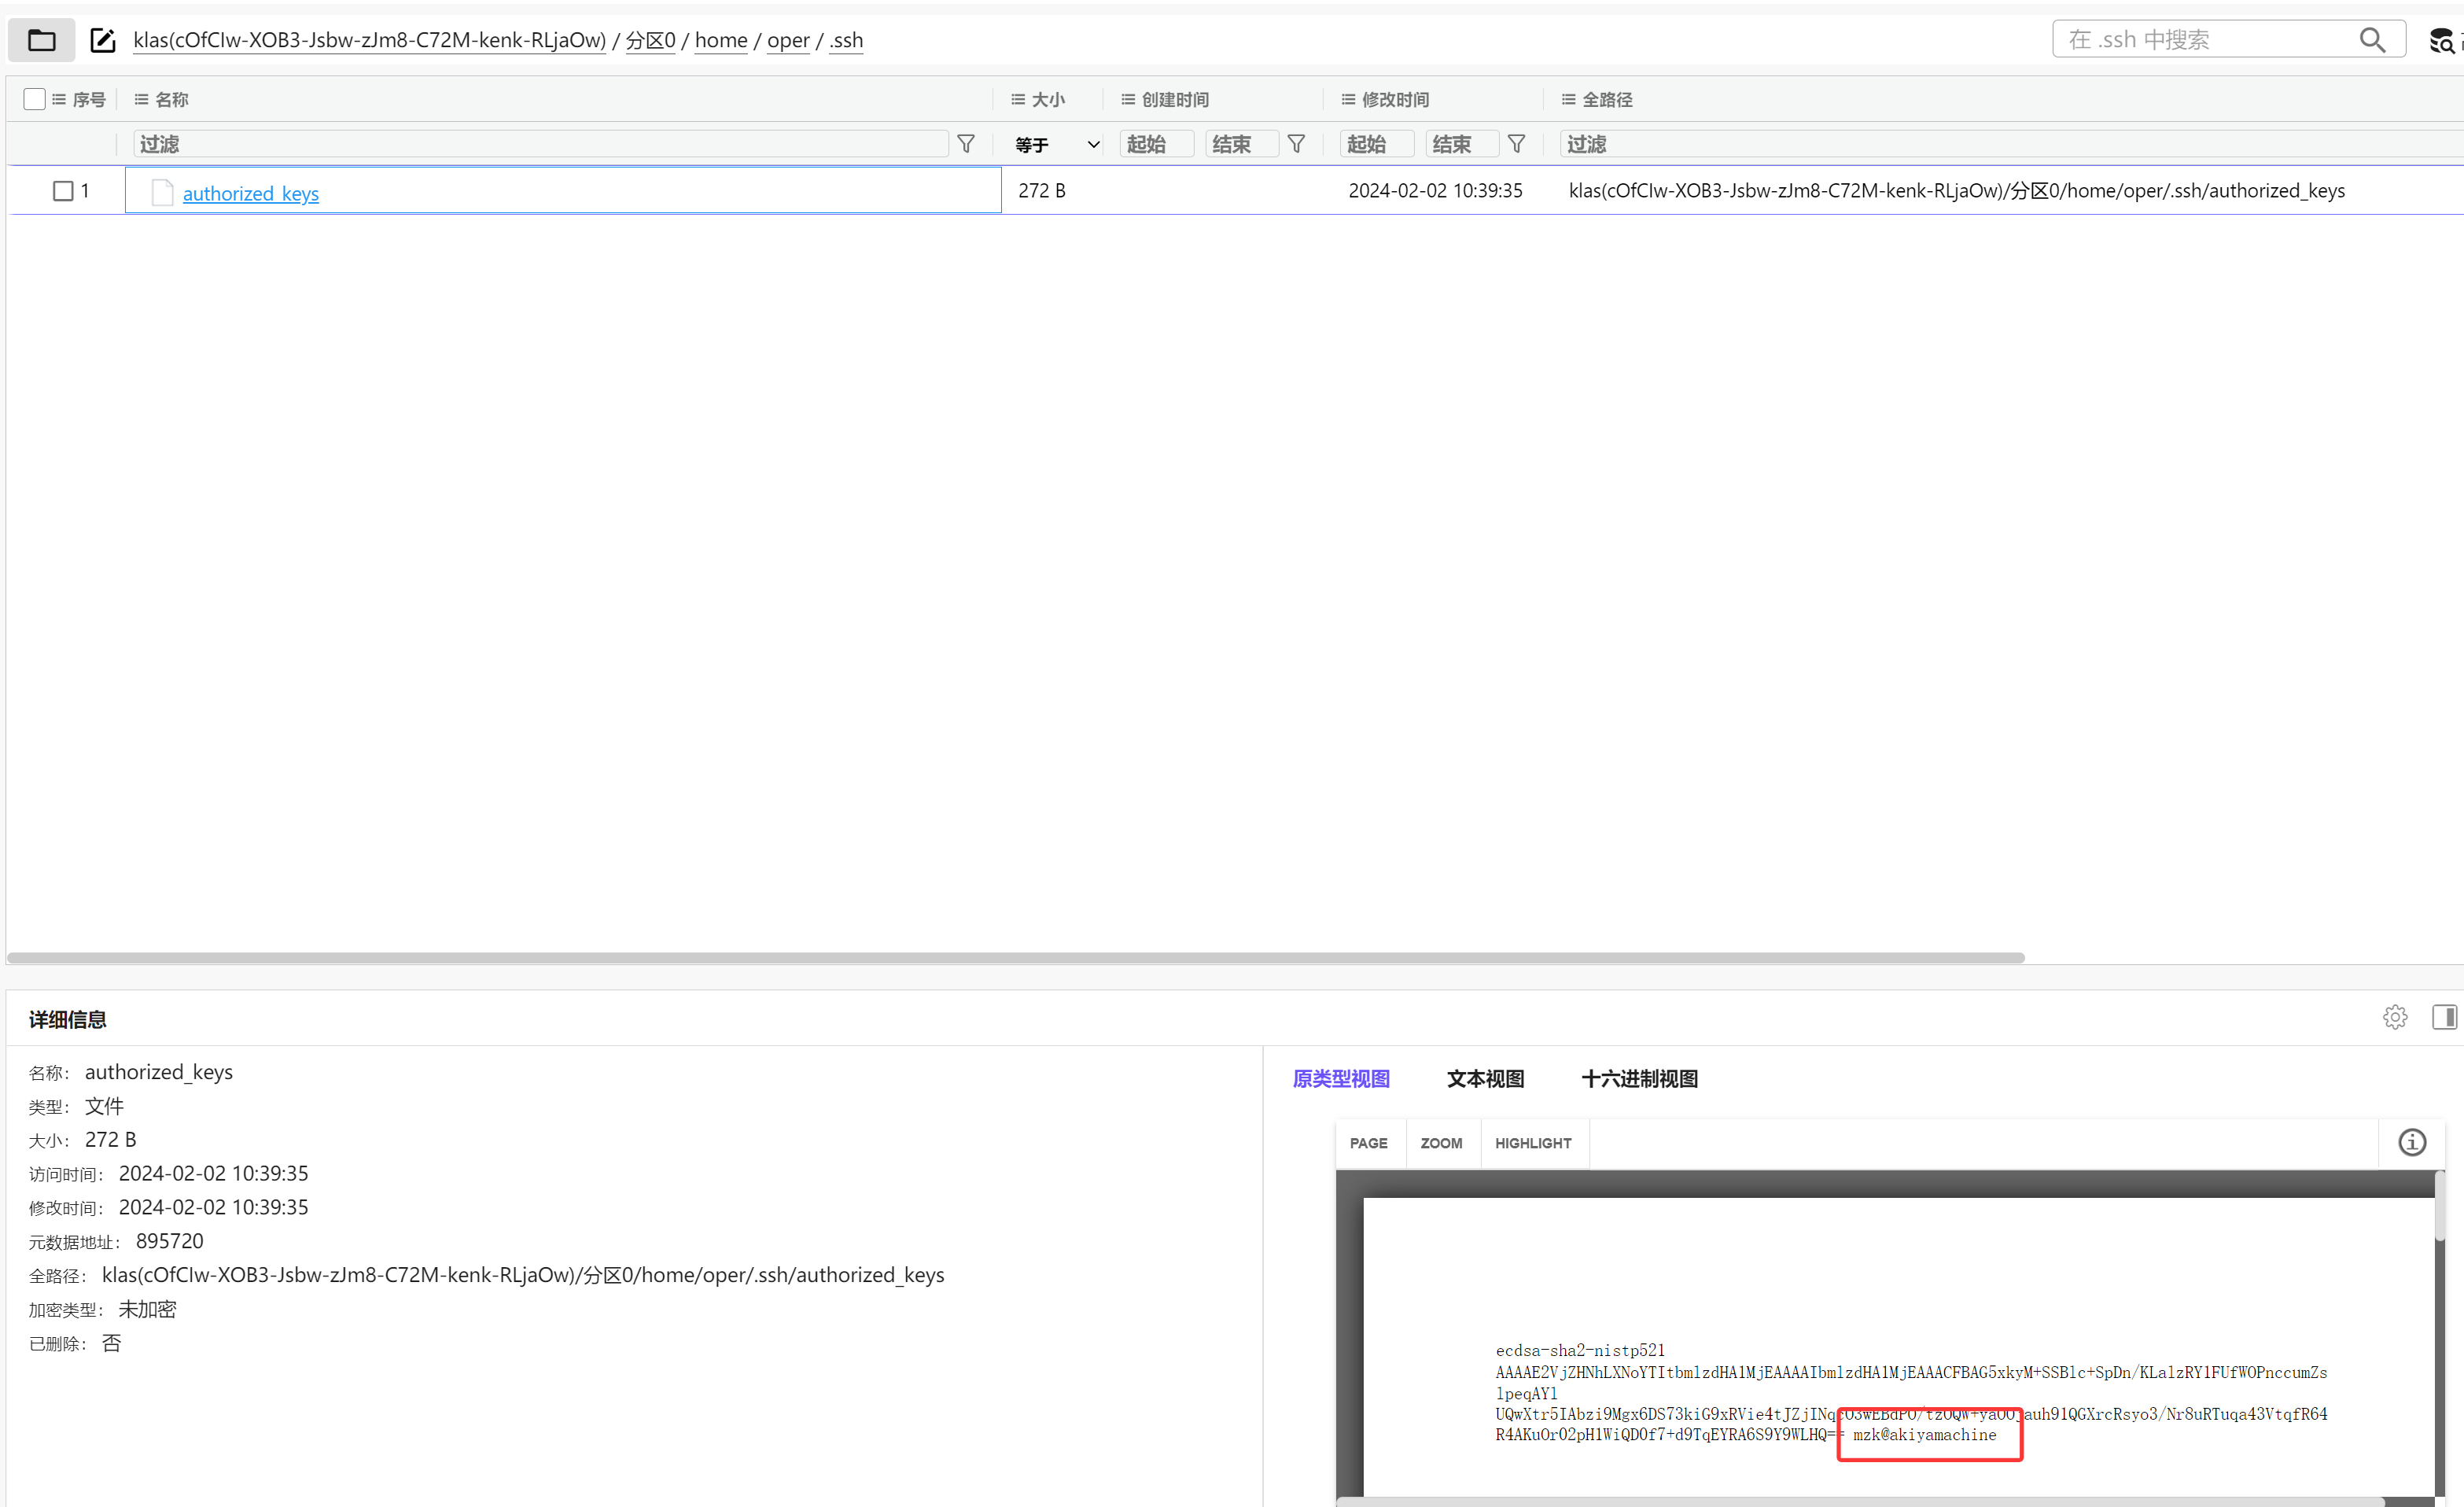 klas(cOfCIw-XOB3-Jsbw-zJm8-C72M-kenk-RLjaOw) / 分区0 / home / oper / .ssh
在 .ssh 中搜索
序号 名称 大小 创建时间 修改时间 全路径
过滤 等于 起始 结束 起始 结束 过滤
1 authorized_keys 272 B 2024-02-02 10:39:35 klas(cOfCIw-XOB3-Jsbw-zJm8-C72M-kenk-RLjaOw)/分区0/home/oper/.ssh/authorized_keys
详细信息
名称： authorized_keys
类型： 文件
大小： 272 B
访问时间： 2024-02-02 10:39:35
修改时间： 2024-02-02 10:39:35
元数据地址： 895720
全路径： klas(cOfCIw-XOB3-Jsbw-zJm8-C72M-kenk-RLjaOw)/分区0/home/oper/.ssh/authorized_keys
加密类型： 未加密
已删除： 否
原类型视图 文本视图 十六进制视图
PAGE ZOOM HIGHLIGHT
ecdsa-sha2-nistp521
AAAAE2VjZHNhLXNoYTItbmlzdHA1MjEAAAAIbmlzdHA1MjEAAACFBAG5xkyM+SSBlc+SpDn/KLalzRY1FUfWOPnccumZs
lpeqAYl
mzk@akiyamachine